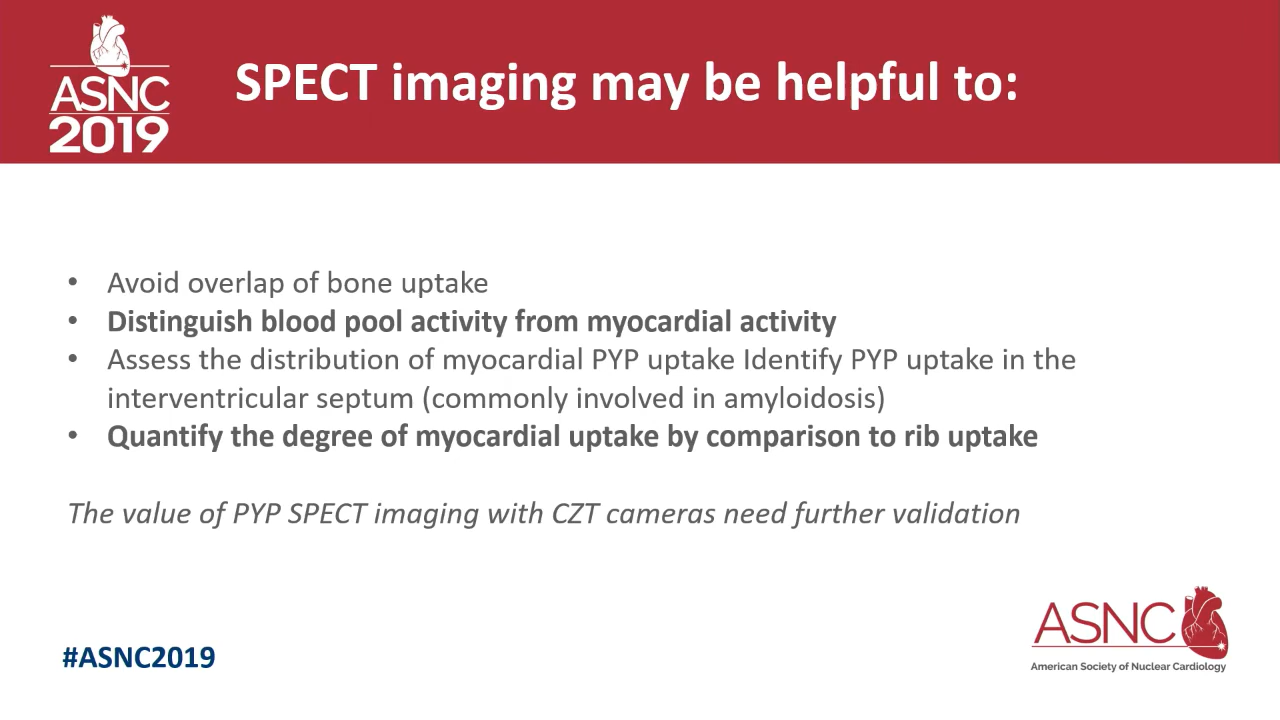 ASNC
2019
SPECT imaging may be helpful to:
• Avoid overlap of bone uptake
• Distinguish blood pool activity from myocardial activity
• Assess the distribution of myocardial PYP uptake Identify PYP uptake in the
interventricular septum (commonly involved in amyloidosis)
• Quantify the degree of myocardial uptake by comparison to rib uptake
The value of PYP SPECT imaging with CZT cameras need further validation
#ASNC2019
ASNC
American Society of Nuclear Cardiology